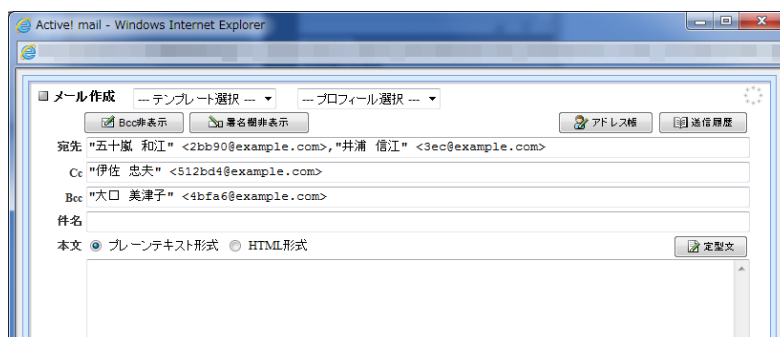 Active! mail - Windows Internet Explorer
メール作成 --- テンプレート選択 --- --- プロフィール選択 ---
Bcc非表示 署名欄非表示 アドレス帳 送信履歴
宛先 "五十嵐 和江" <2bb90@example.com>,"井浦 信江" <3ec@example.com>
Cc "伊佐 忠夫" <512bd4@example.com>
Bcc "大口 美津子" <4bfa6@example.com>
件名
本文 プレーンテキスト形式 HTML形式 定型文